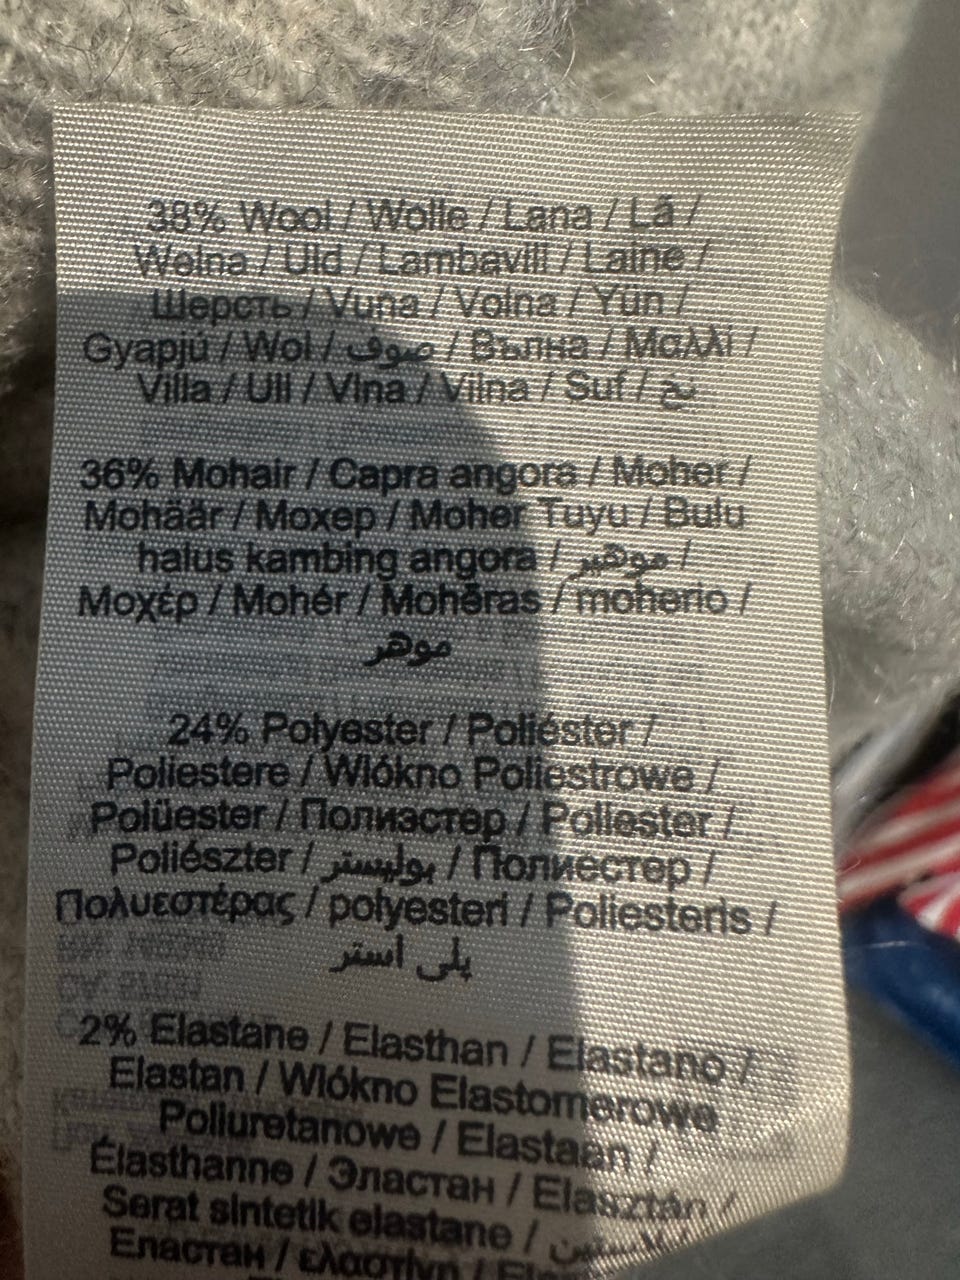 38% Wool / Wolle / Lana / Lã /
Wełna / Uld / Lambavill / Laine /
Шерсть / Vuna / Volna / Yün /
Gyapjú / Wol / صوف / Вълна / Μαλλί /
Villa / Ull / Vlna / Vilna / Suf / نخ
36% Mohair / Capra angora / Moher /
Mohäär / Мохер / Moher Tuyu / Bulu
halus kambing angora / موهير /
Μοχέρ / Mohér / Mohēras / moherio /
موهر
24% Polyester / Poliéster /
Poliestere / Włókno Poliestrowe /
Polüester / Полиэстер / Poliester /
Poliészter / بوليستر / Полиестер /
Πολυεστέρας / polyesteri / Poliesteris /
پلی استر
2% Elastane / Elasthan / Elastano /
Elastan / Włókno Elastomerowe
Poliuretanowe / Elastaan /
Élasthanne / Эластан / Elasztán /
Serat sintetik elastane / لاستين /
Еластан / ελαστίνη /